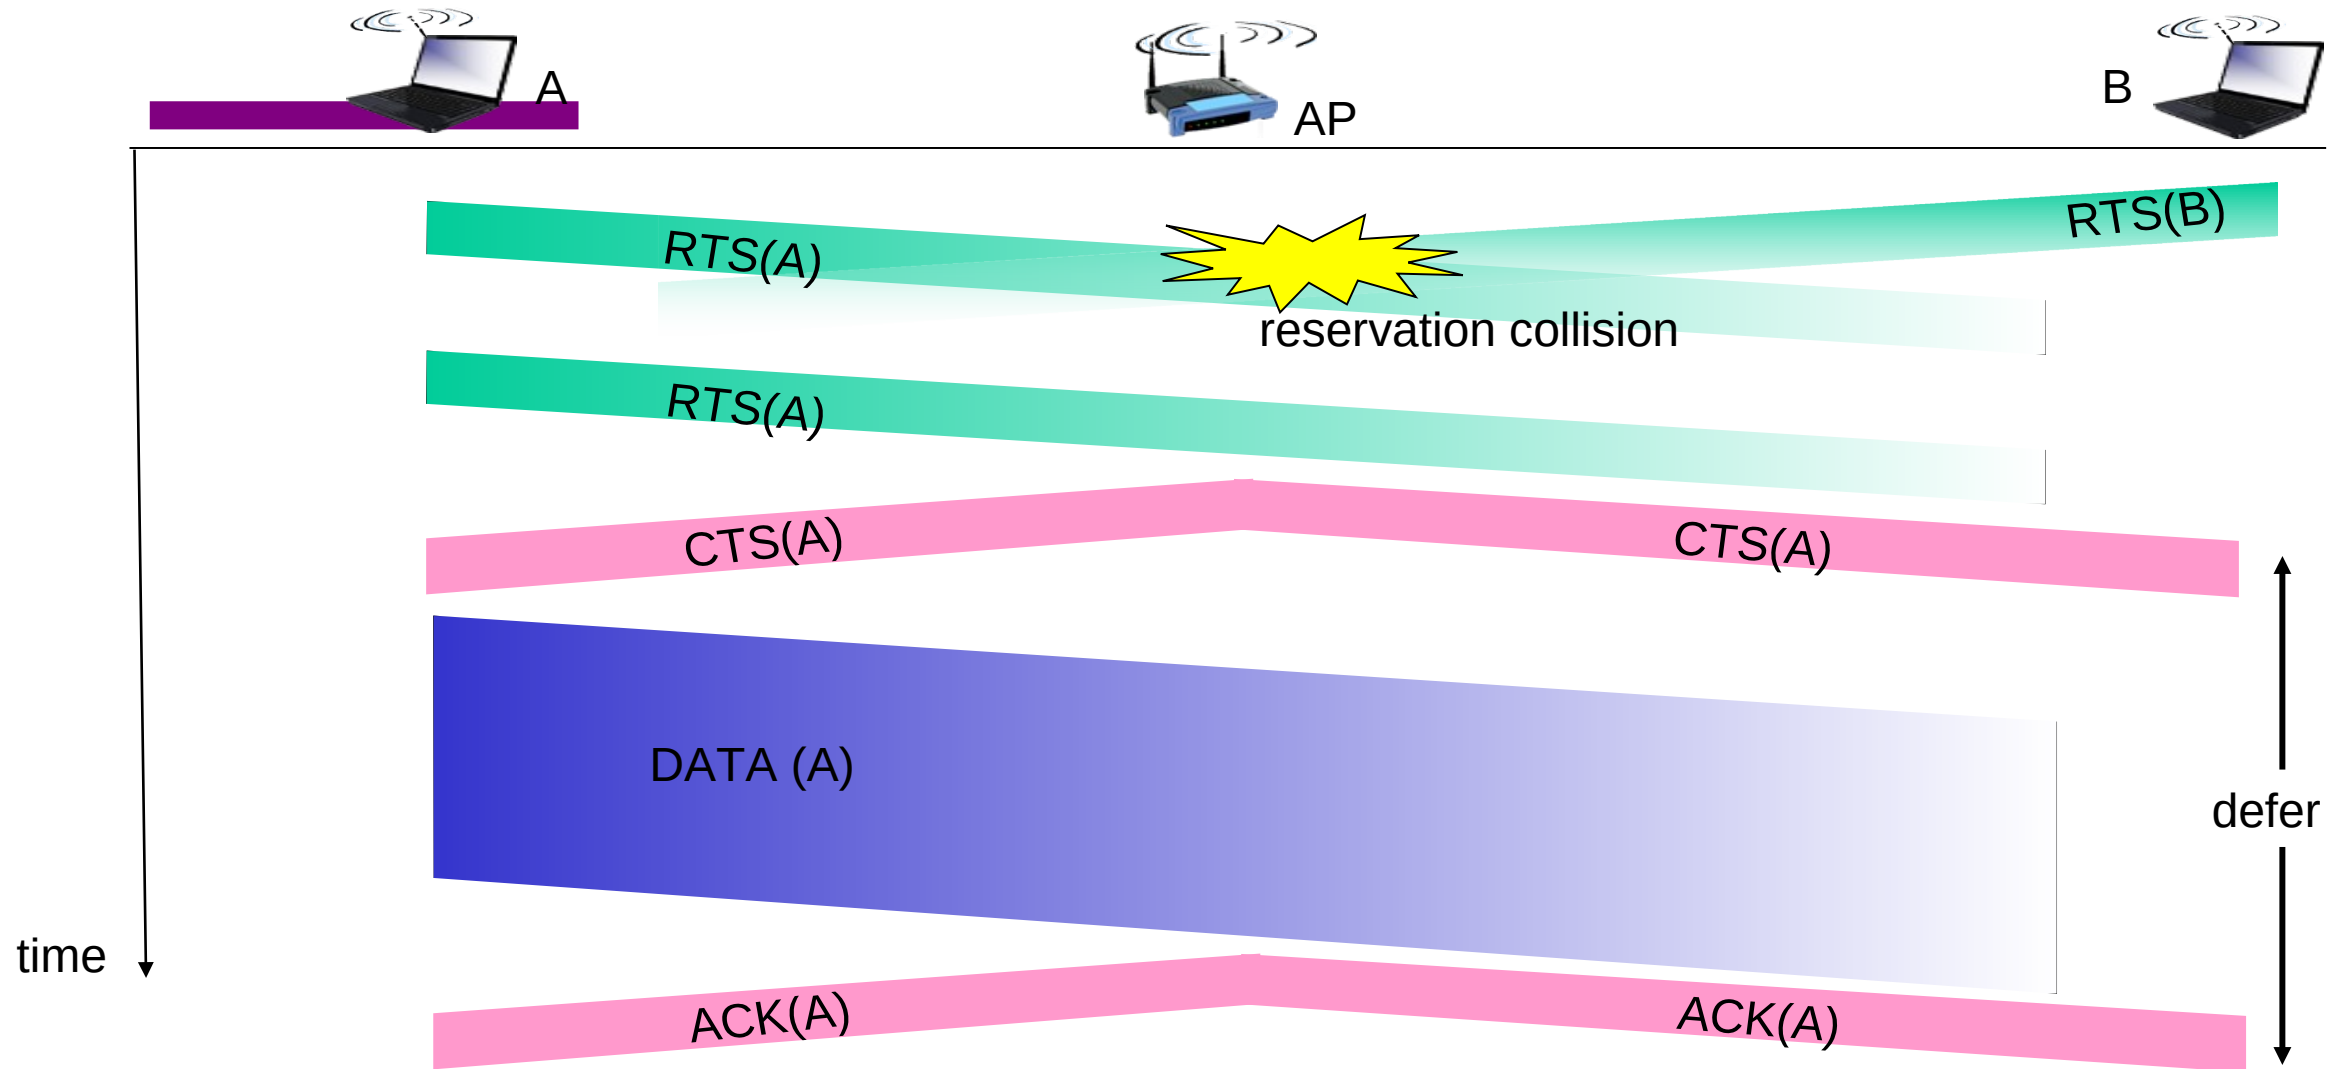 A
AP
B
RTS(A)
RTS(B)
reservation collision
RTS(A)
CTS(A)
CTS(A)
DATA (A)
defer
time
ACK(A)
ACK(A)